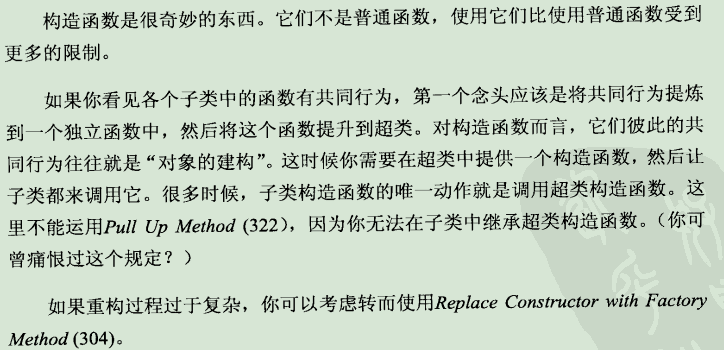 构造函数是很奇妙的东西。它们不是普通函数，使用它们比使用普通函数受到
更多的限制。
如果你看见各个子类中的函数有共同行为，第一个念头应该是将共同行为提炼
到一个独立函数中，然后将这个函数提升到超类。对构造函数而言，它们彼此的共
同行为往往就是“对象的建构”。这时候你需要在超类中提供一个构造函数，然后让
子类都来调用它。很多时候，子类构造函数的唯一动作就是调用超类构造函数。这
里不能运用Pull Up Method (322)，因为你无法在子类中继承超类构造函数。（你可
曾痛恨过这个规定？）
如果重构过程过于复杂，你可以考虑转而使用Replace Constructor with Factory
Method (304)。